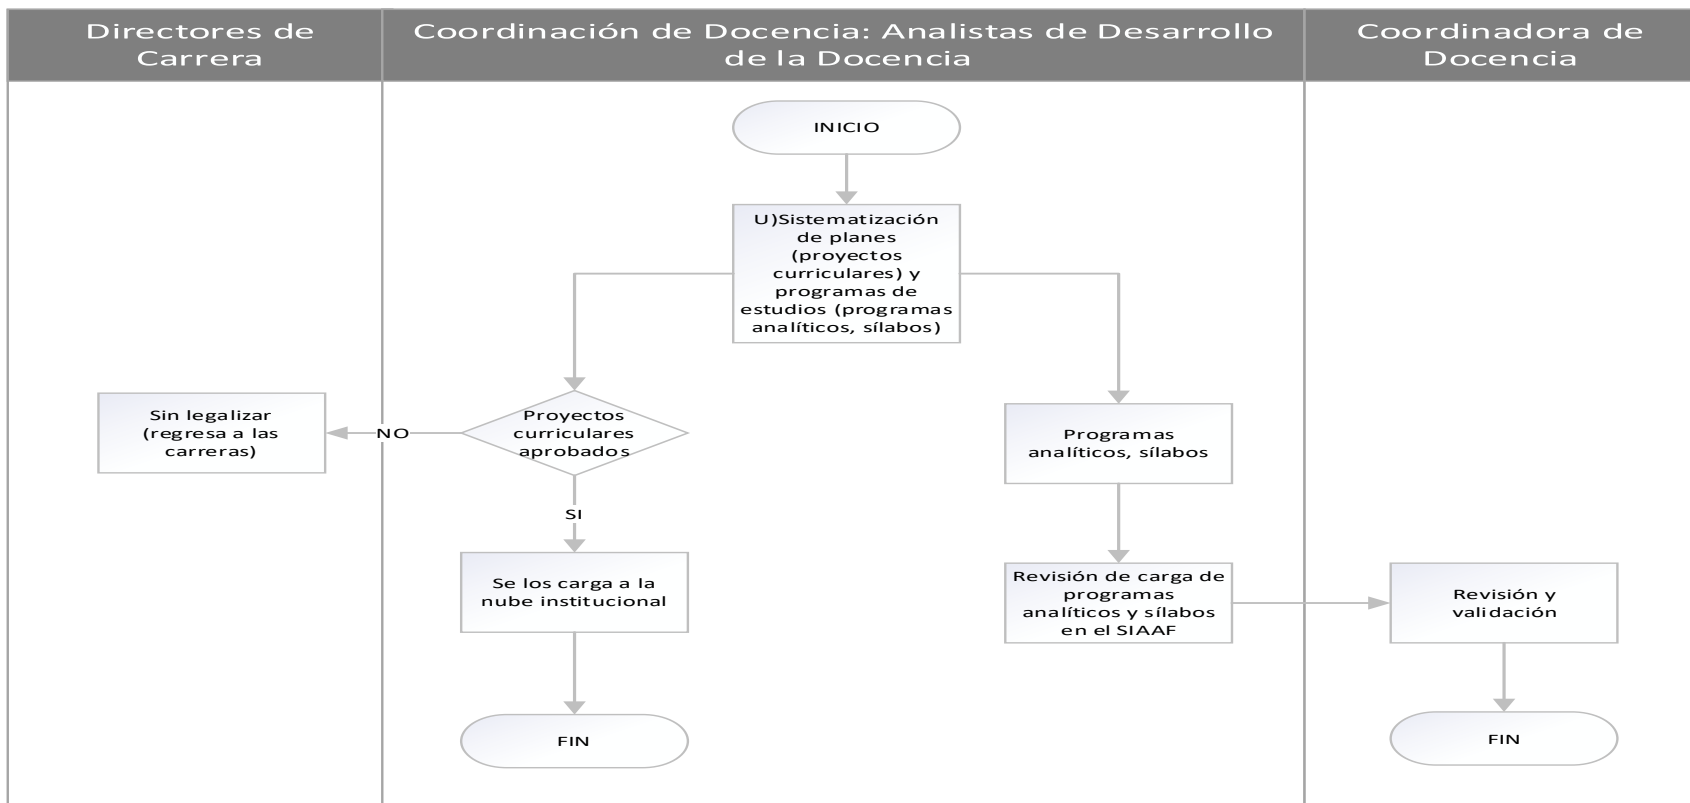 Directores de
Carrera
Coordinación de Docencia: Analistas de Desarrollo
de la Docencia
Coordinadora de
Docencia
INICIO
U)Sistematización
de planes
(proyectos
curriculares) y
programas de
estudios (programas
analíticos, sílabos)
Sin legalizar
(regresa a las
carreras)
NO
Proyectos
curriculares
aprobados
Programas
analíticos, sílabos
SI
Se los carga a la
nube institucional
Revisión de carga de
programas
analíticos y sílabos
en el SIAAF
Revisión y
validación
FIN
FIN